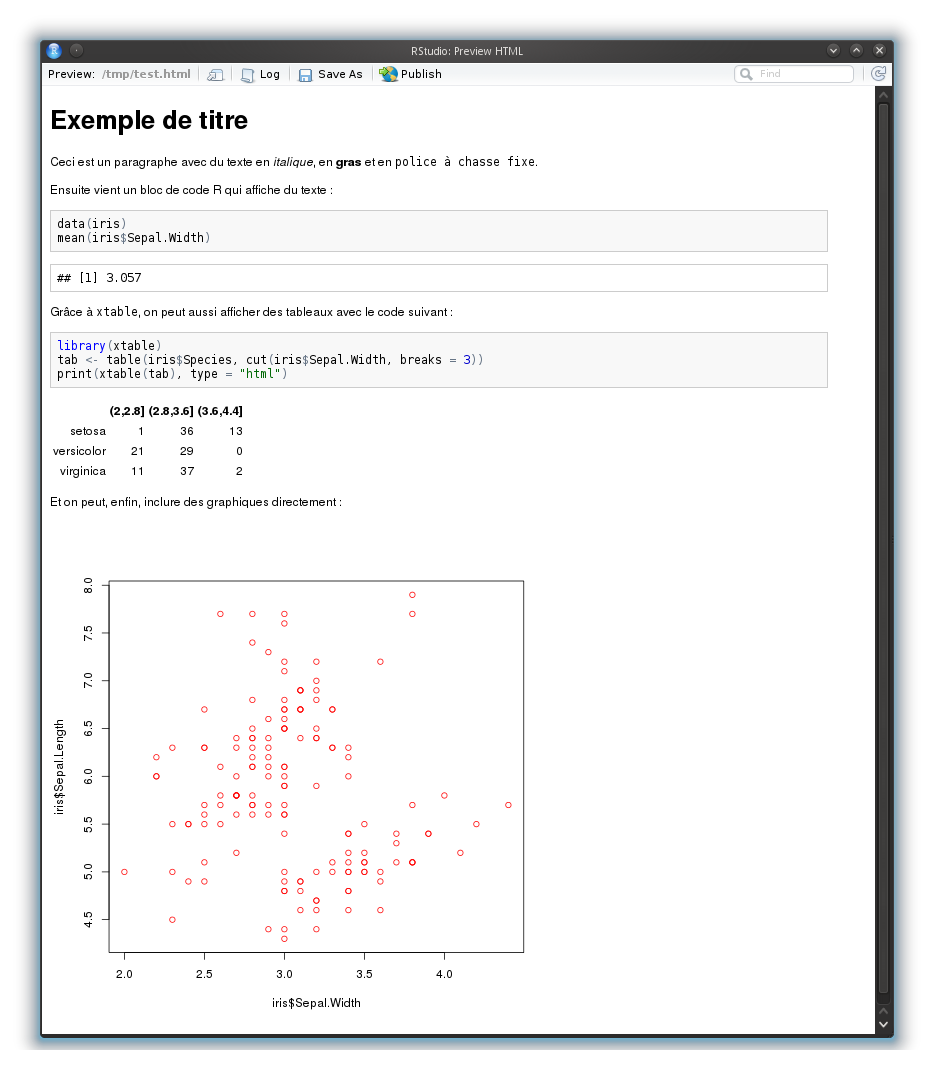 RStudio: Preview HTML
Preview: /tmp/test.html Log Save As Publish Find
Exemple de titre
Ceci est un paragraphe avec du texte en italique, en gras et en police à chasse fixe.
Ensuite vient un bloc de code R qui affiche du texte :
data(iris)
mean(iris$Sepal.Width)
## [1] 3.057
Grâce à xtable, on peut aussi afficher des tableaux avec le code suivant :
library(xtable)
tab <- table(iris$Species, cut(iris$Sepal.Width, breaks = 3))
print(xtable(tab), type = "html")
(2,2.8] (2.8,3.6] (3.6,4.4]
setosa 1 36 13
versicolor 21 29 0
virginica 11 37 2
Et on peut, enfin, inclure des graphiques directement :
8.0
7.5
7.0
6.5
6.0
5.5
5.0
4.5
iris$Sepal.Length
2.0 2.5 3.0 3.5 4.0
iris$Sepal.Width